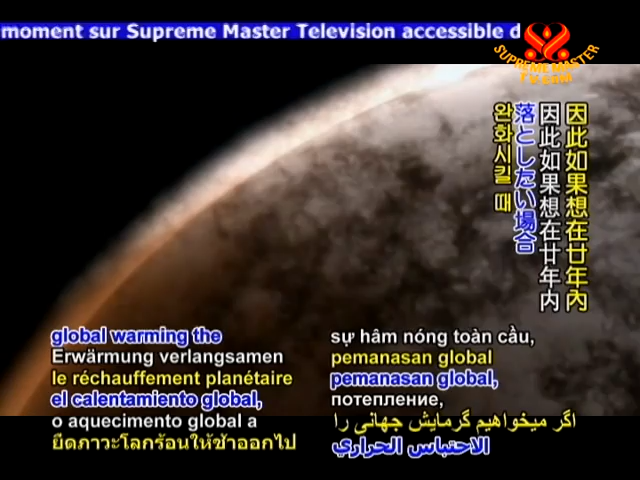 moment sur Supreme Master Television accessible d
SUPREME MASTER
TV.COM
因此如果想在廿年內
因此如果想在廿年内
落としたい場合
완화시킬 때
global warming the
Erwärmung verlangsamen
le réchauffement planétaire
el calentamiento global,
o aquecimento global a
ยืดภาวะโลกร้อนให้ช้าออกไป
sự hâm nóng toàn cầu,
pemanasan global
pemanasan global,
потепление,
اگر میخواهیم گرمایش جهانی را
الاحتباس الحراري